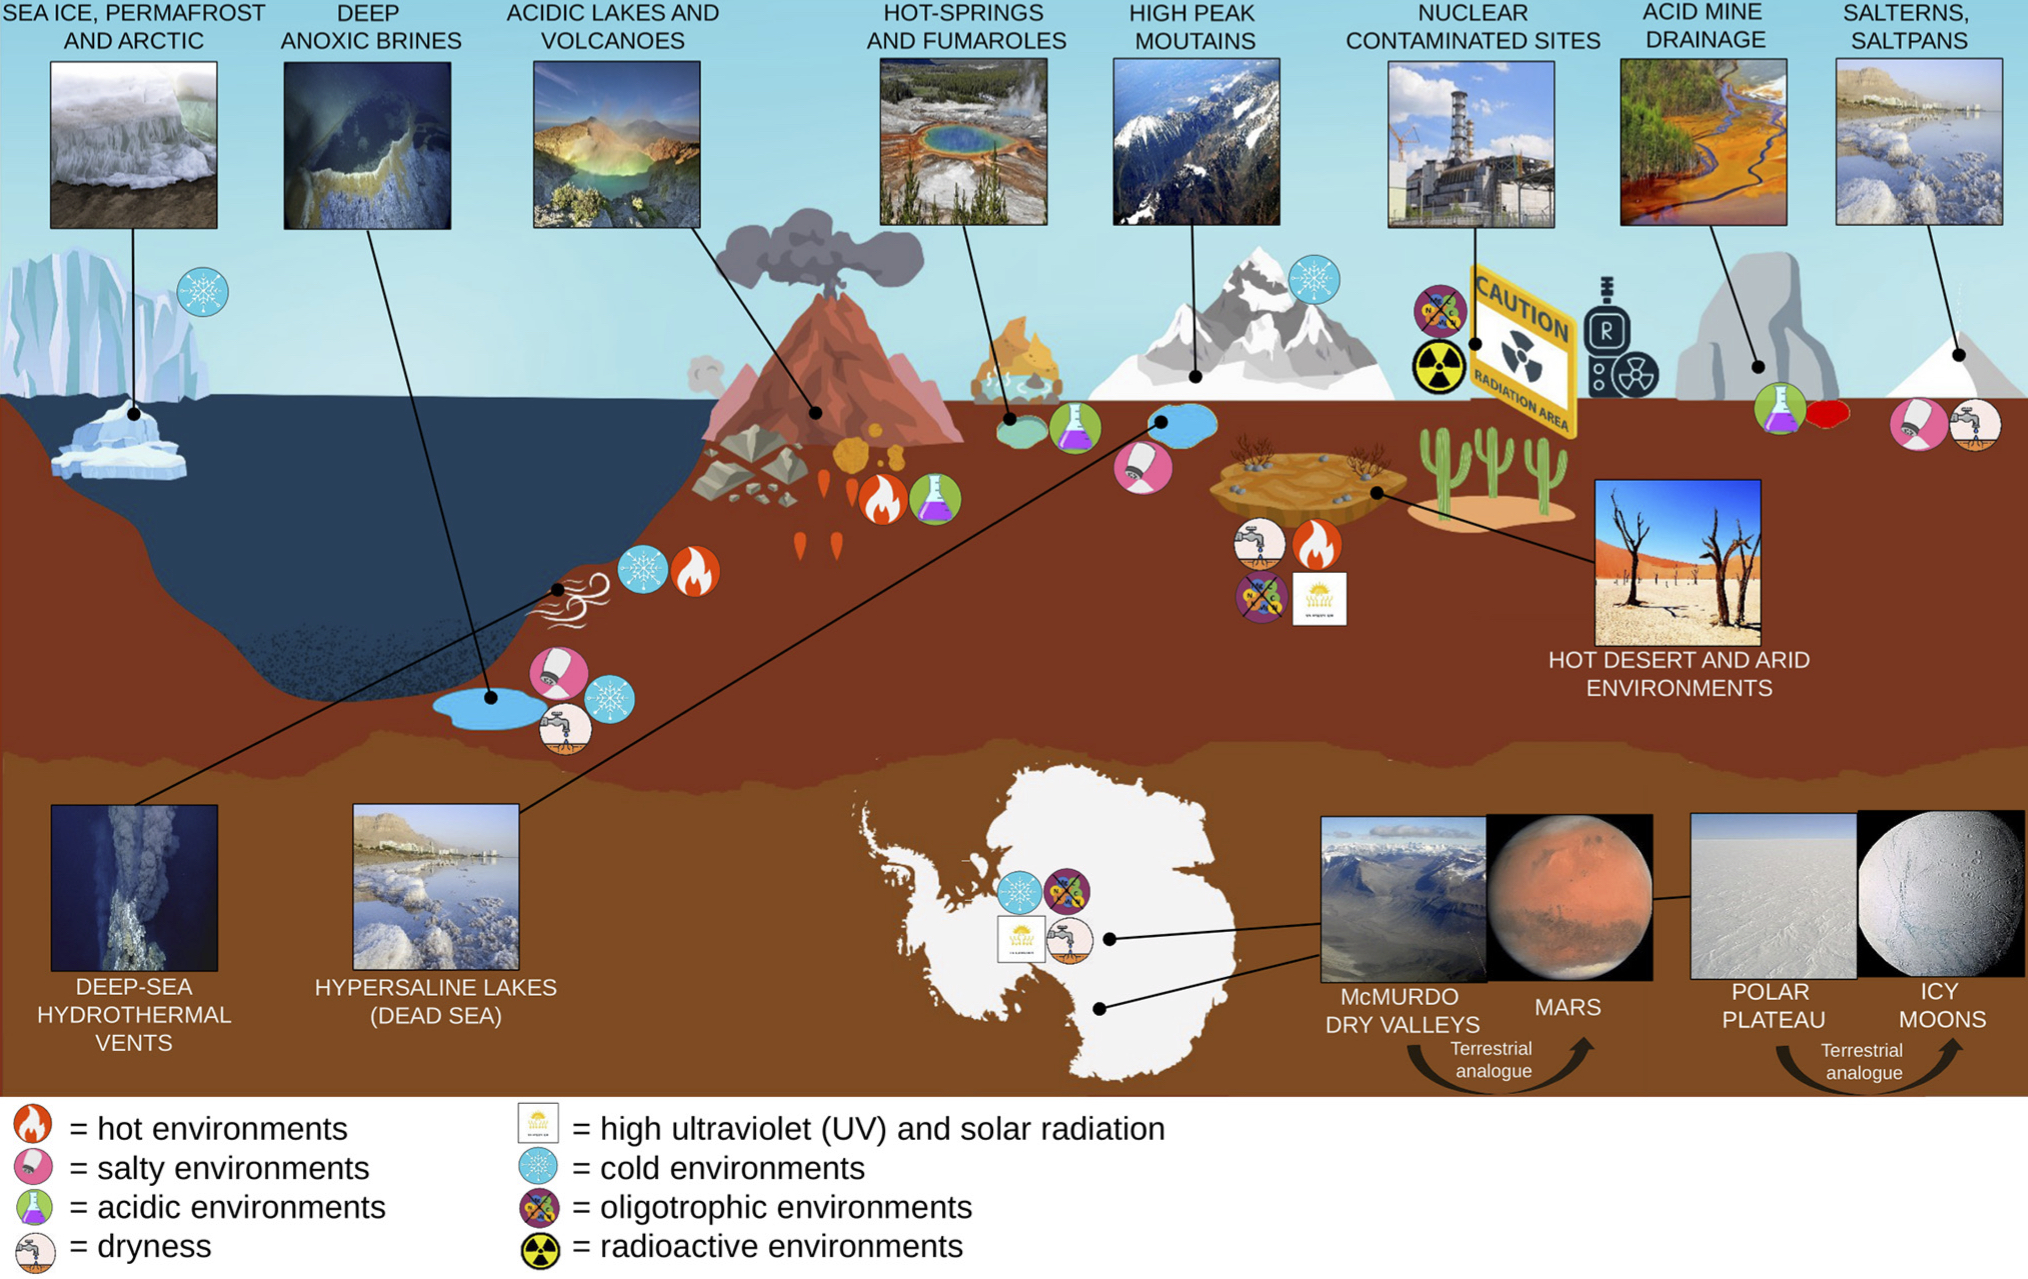 SEA ICE, PERMAFROST
AND ARCTIC
DEEP
ANOXIC BRINES
ACIDIC LAKES AND
VOLCANOES
HOT-SPRINGS
AND FUMAROLES
HIGH PEAK
MOUTAINS
NUCLEAR
CONTAMINATED SITES
ACID MINE
DRAINAGE
SALTERNS,
SALTPANS
CAUTION
RADIATION AREA
R
HOT DESERT AND ARID
ENVIRONMENTS
DEEP-SEA
HYDROTHERMAL
VENTS
HYPERSALINE LAKES
(DEAD SEA)
McMURDO
DRY VALLEYS
MARS
POLAR
PLATEAU
ICY
MOONS
Terrestrial
analogue
Terrestrial
analogue
= hot environments
= salty environments
= acidic environments
= dryness
= high ultraviolet (UV) and solar radiation
= cold environments
= oligotrophic environments
= radioactive environments